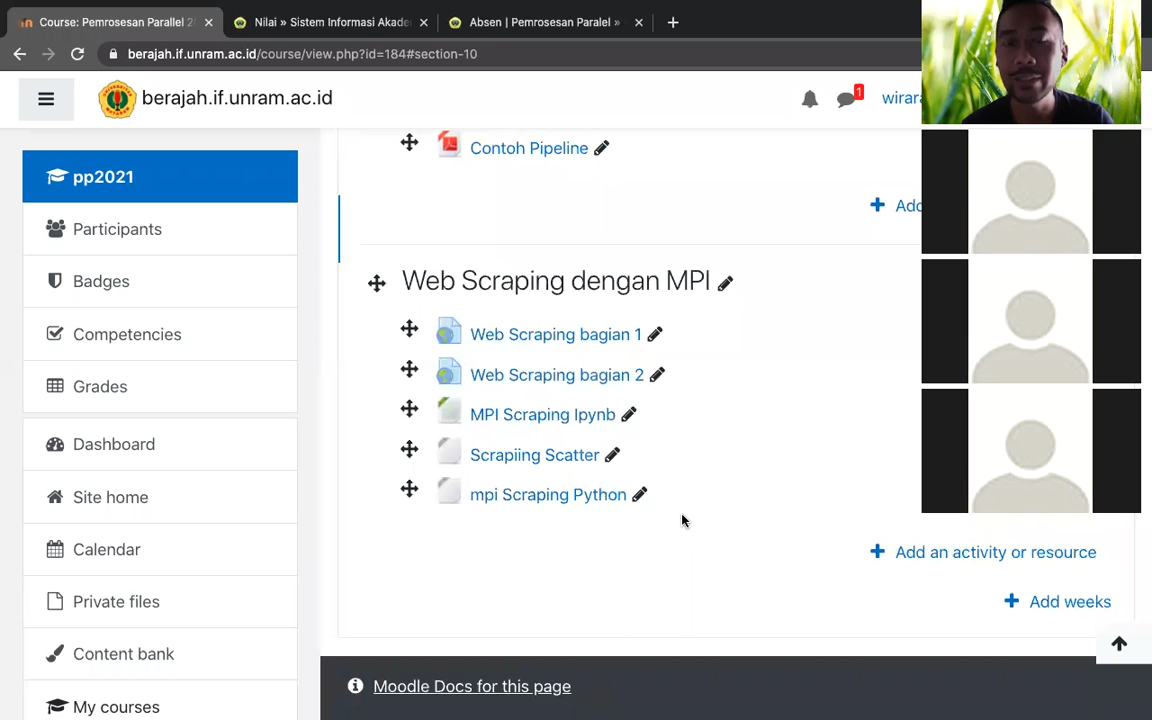 Course: Pemrosesan Parallel 2
Nilai » Sistem Informasi Akade
Absen | Pemrosesan Paralel »
berajah.if.unram.ac.id/course/view.php?id=184#section-10
berajah.if.unram.ac.id
1
wirara
pp2021
Participants
Badges
Competencies
Grades
Dashboard
Site home
Calendar
Private files
Content bank
My courses
Contoh Pipeline
Add
Web Scraping dengan MPI
Web Scraping bagian 1
Web Scraping bagian 2
MPI Scraping Ipynb
Scrapiing Scatter
mpi Scraping Python
Add an activity or resource
Add weeks
Moodle Docs for this page